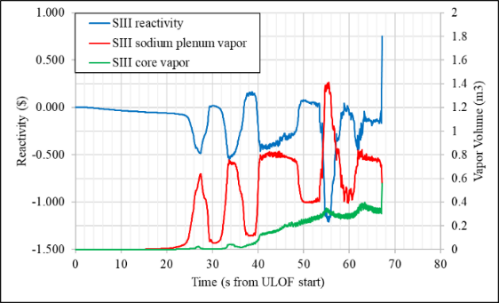 SIII reactivity
SIII sodium plenum vapor
SIII core vapor
1.000
0.500
0.000
-0.500
-1.000
-1.500
Reactivity ($)
2
1.8
1.6
1.4
1.2
1
0.8
0.6
0.4
0.2
0
Vapor Volume (m3)
0 10 20 30 40 50 60 70 80
Time (s from ULOF start)